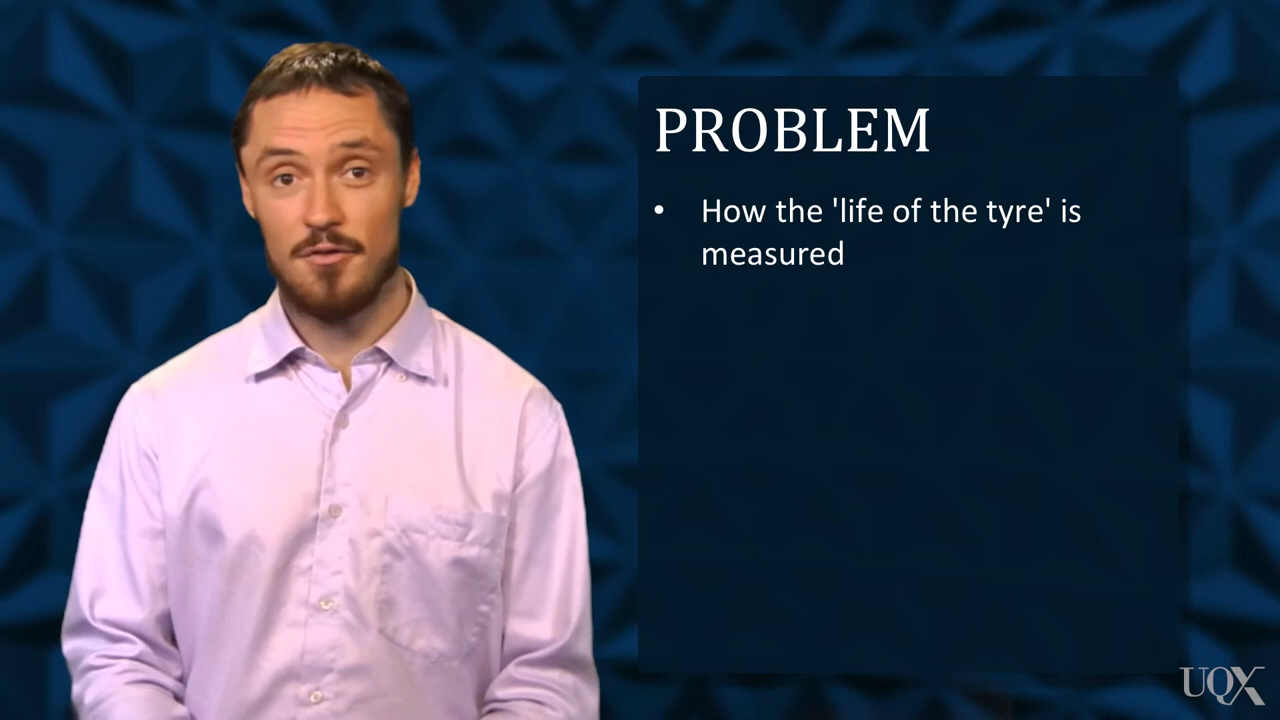 PROBLEM
• How the 'life of the tyre' is
measured
UQX